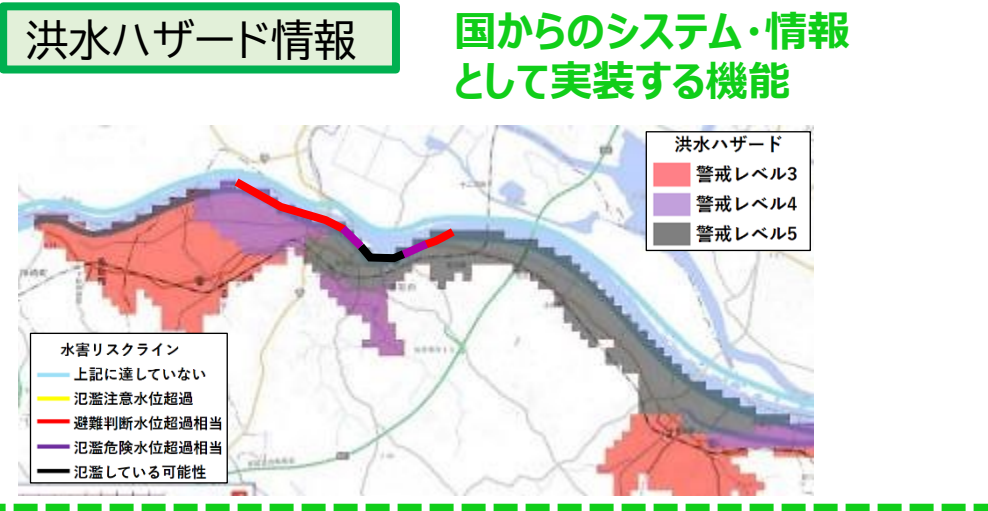 洪水ハザード情報
国からのシステム・情報
として実装する機能
洪水ハザード
警戒レベル3
警戒レベル4
警戒レベル5
水害リスクライン
上記に達していない
氾濫注意水位超過
避難判断水位超過相当
氾濫危険水位超過相当
氾濫している可能性